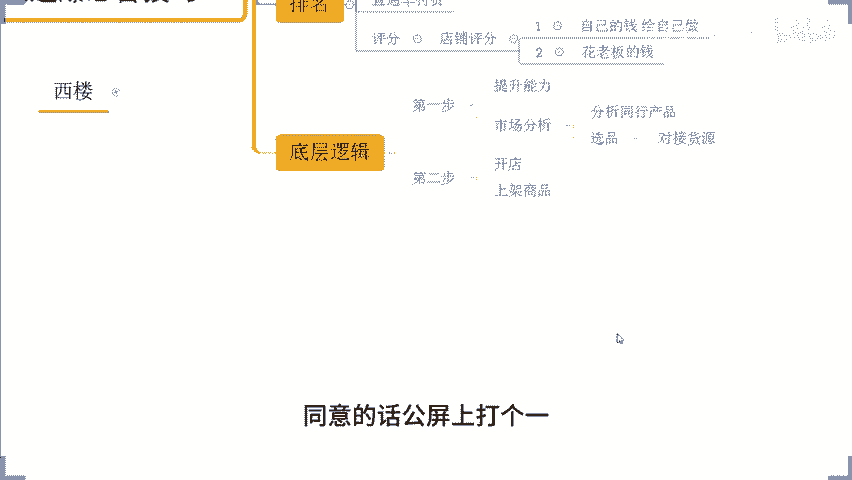 排名
评分
店铺评分
1 自己的钱 给自己做
2 花老板的钱
西楼
提升能力
第一步
分析同行产品
市场分析
选品
对接货源
底层逻辑
开店
第二步
上架商品
同意的话公屏上打个一